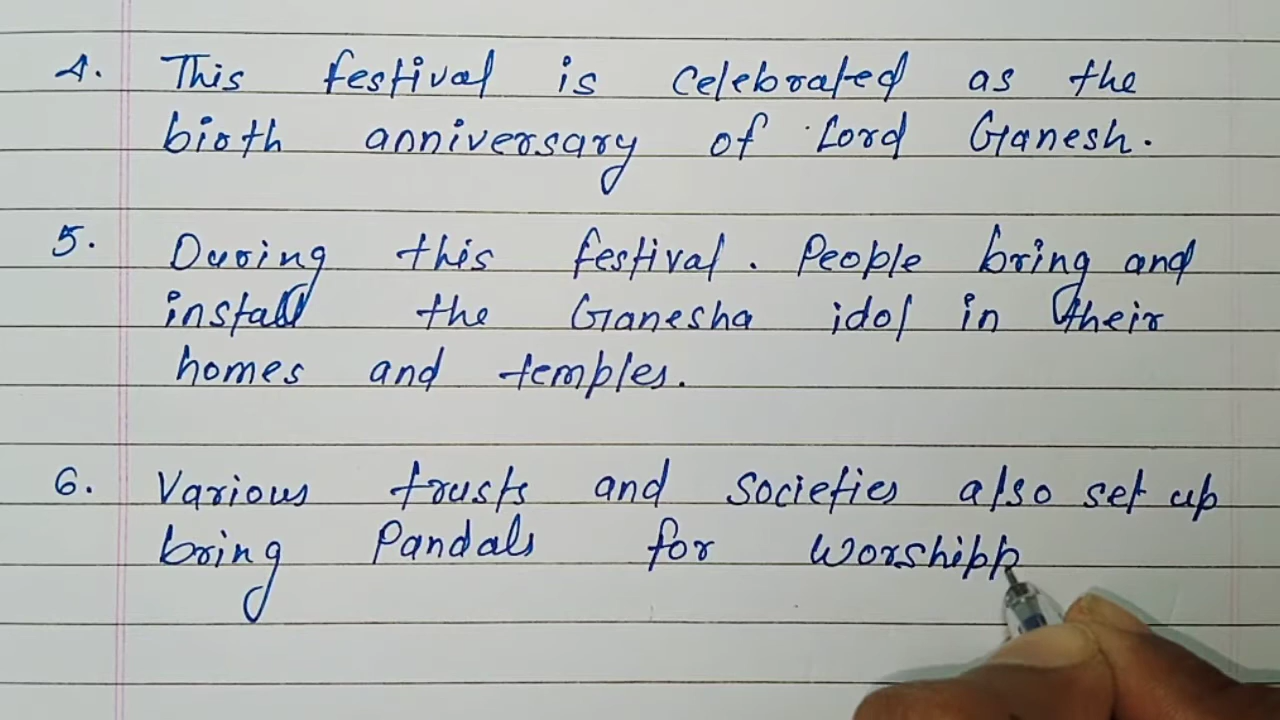 4. This festival is celebrated as the
birth anniversary of Lord Ganesh.
5. During this festival. People bring and
install the Ganesha idol in their
homes and temples.
6. Various trusts and societies also set up
bring Pandals for worshipp